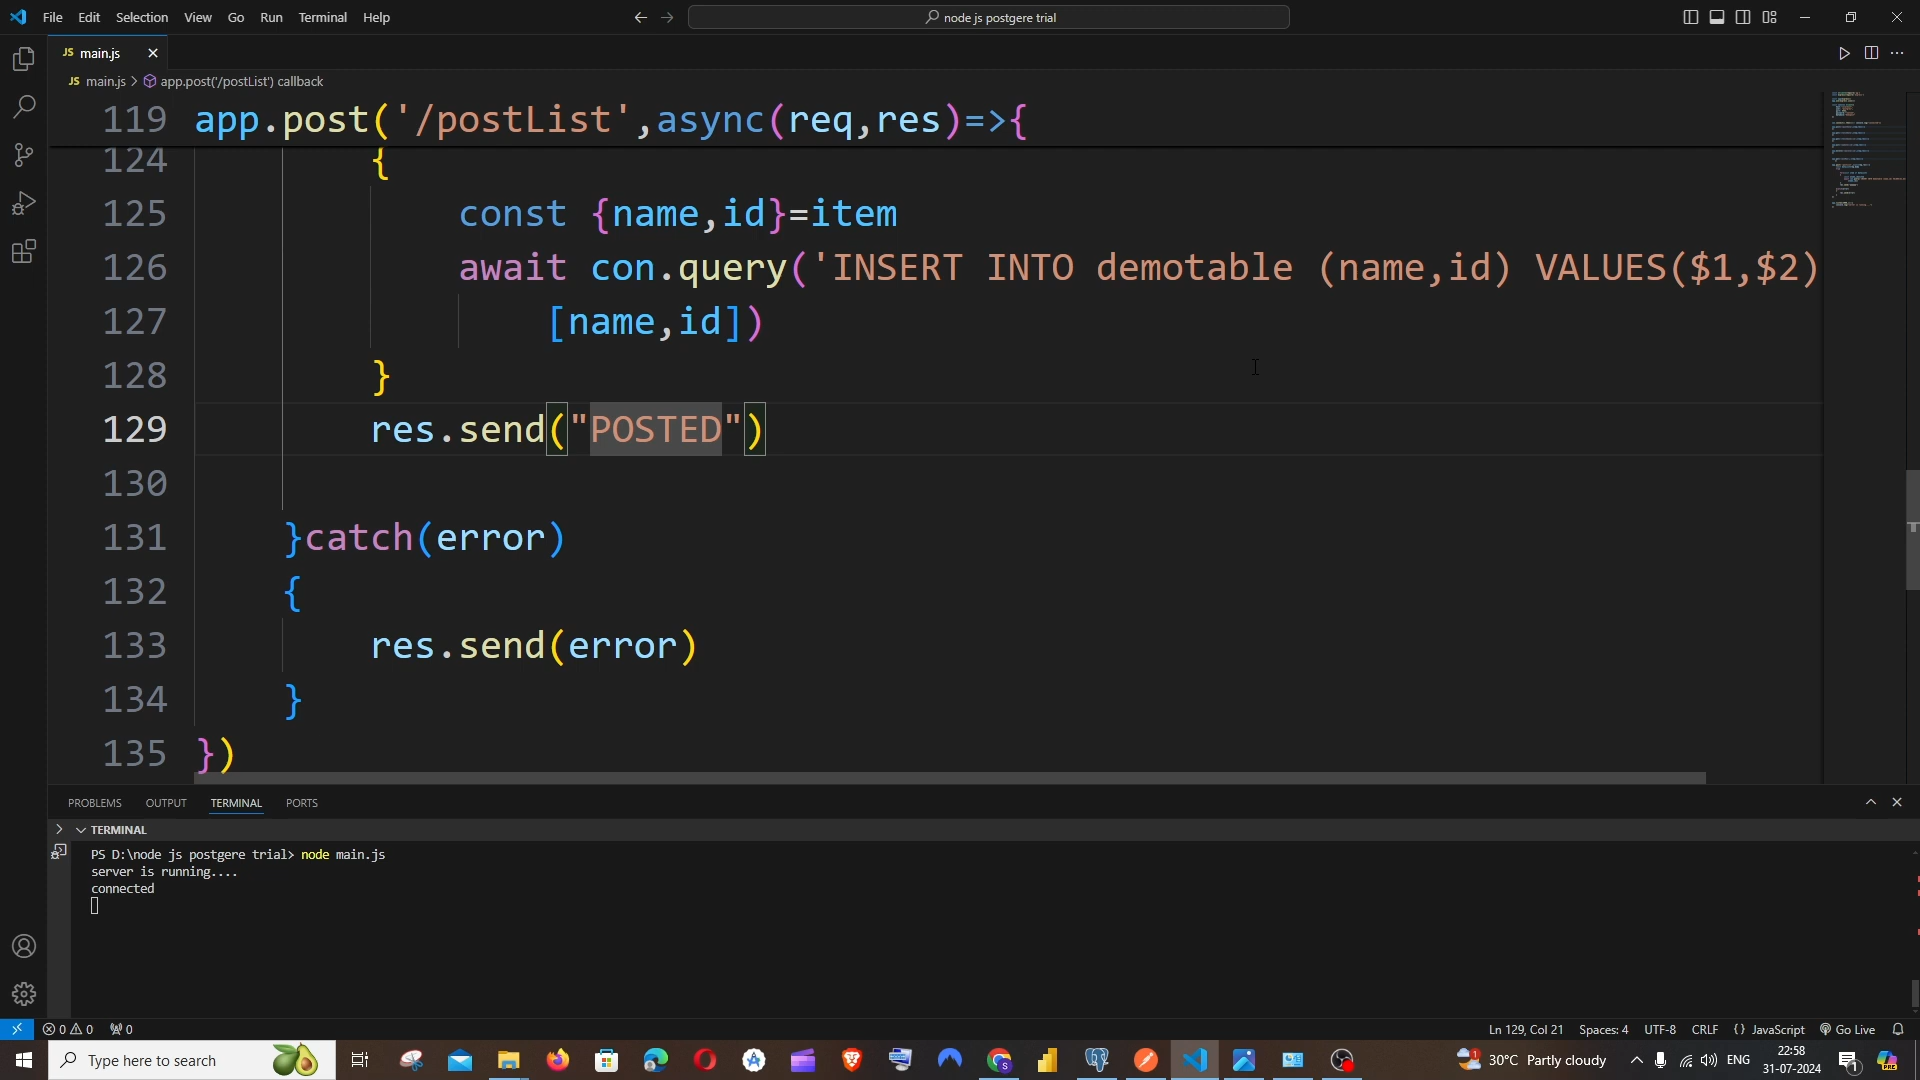 File Edit Selection View Go Run Terminal Help
node js postgere trial
JS main.js
JS main.js > app.post('/postList') callback
119 app.post('/postList',async(req,res)=>{
124 {
125 const {name,id}=item
126 await con.query('INSERT INTO demotable (name,id) VALUES($1,$2)
127 [name,id])
128 }
129 res.send("POSTED")
130
131 }catch(error)
132 {
133 res.send(error)
134 }
135 })
PROBLEMS OUTPUT TERMINAL PORTS
TERMINAL
PS D:\node js postgere trial> node main.js
server is running....
connected
0 0 0
Ln 129, Col 21 Spaces: 4 UTF-8 CRLF {} JavaScript Go Live
Type here to search
30°C Partly cloudy
ENG
22:58
31-07-2024